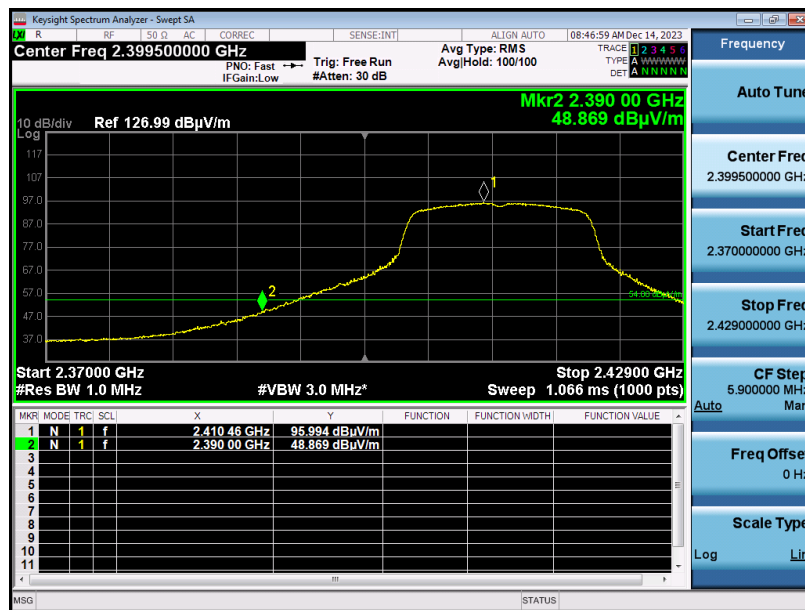 Keysight Spectrum Analyzer - Swept SA
LXI R RF 50 Ω AC CORREC SENSE:INT ALIGN AUTO 08:46:59 AM Dec 14, 2023
Center Freq 2.399500000 GHz
PNO: Fast
IFGain:Low
Trig: Free Run
#Atten: 30 dB
Avg Type: RMS
Avg|Hold: 100/100
TRACE 1 2 3 4 5 6
TYPE A W W W W W
DET A N N N N N
Mkr2 2.390 00 GHz
48.869 dBµV/m
10 dB/div Ref 126.99 dBµV/m
Log
117
107
97.0
87.0
77.0
67.0
57.0
47.0
37.0
1
2
54.00 dBµV/m
Start 2.37000 GHz Stop 2.42900 GHz
#Res BW 1.0 MHz #VBW 3.0 MHz* Sweep 1.066 ms (1000 pts)
MKR MODE TRC SCL X Y FUNCTION FUNCTION WIDTH FUNCTION VALUE
1 N 1 f 2.410 46 GHz 95.994 dBµV/m
2 N 1 f 2.390 00 GHz 48.869 dBµV/m
3
4
5
6
7
8
9
10
11
MSG STATUS
Frequency
Auto Tune
Center Freq
2.399500000 GHz
Start Freq
2.370000000 GHz
Stop Freq
2.429000000 GHz
CF Step
5.900000 MHz
Auto Man
Freq Offset
0 Hz
Scale Type
Log Lin